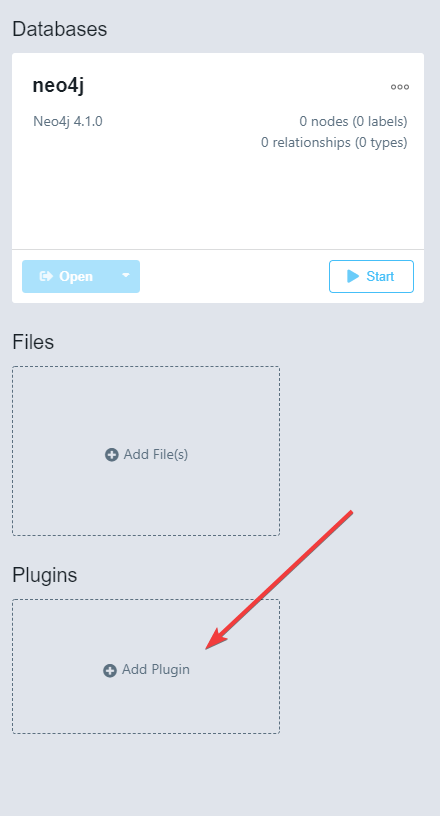 Databases
neo4j
Neo4j 4.1.0
0 nodes (0 labels)
0 relationships (0 types)
Open
Start
Files
Add File(s)
Plugins
Add Plugin